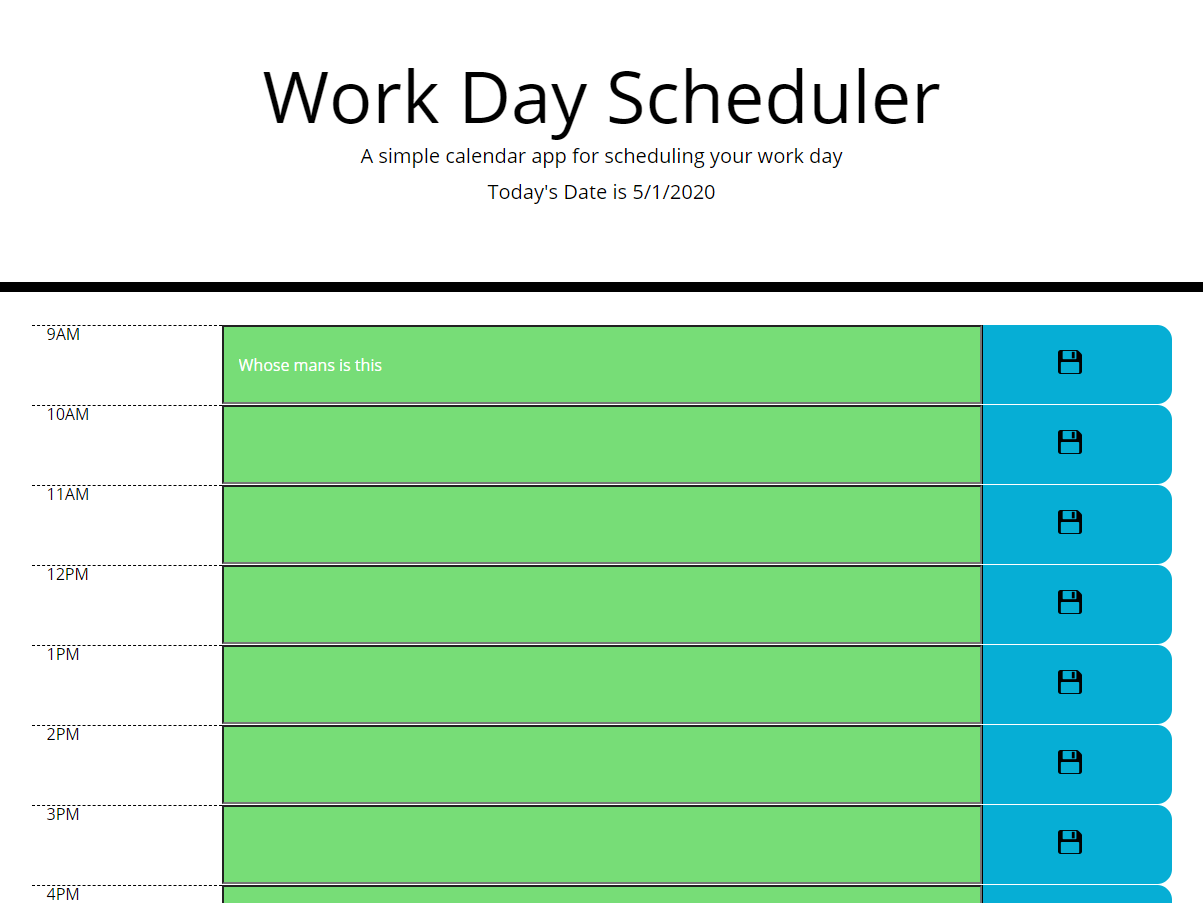 Work Day Scheduler
A simple calendar app for scheduling your work day
Today's Date is 5/1/2020
9AM
Whose mans is this
10AM
11AM
12PM
1PM
2PM
3PM
4PM